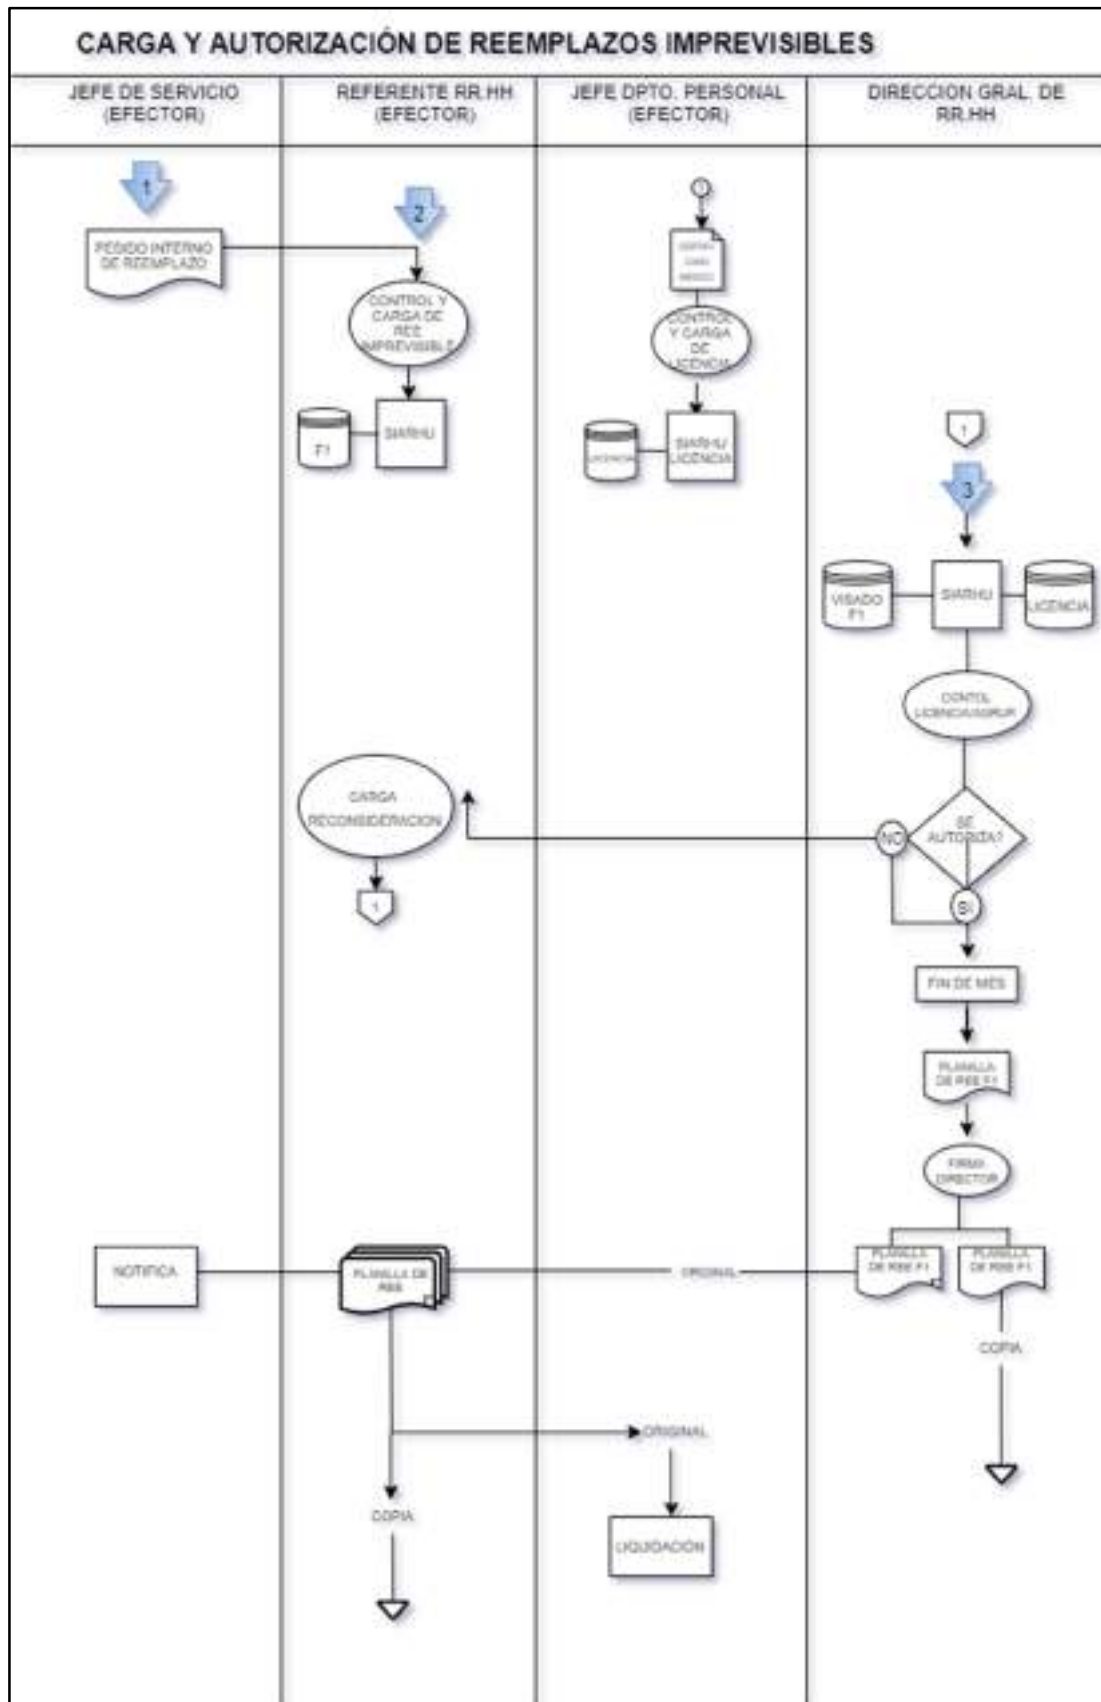 CARGA Y AUTORIZACIÓN DE REEMPLAZOS IMPREVISIBLES
JEFE DE SERVICIO
(EFECTOR)
REFERENTE RR.HH
(EFECTOR)
JEFE DPTO. PERSONAL
(EFECTOR)
DIRECCION GRAL. DE
RR.HH
1
PEDIDO INTERNO
DE REEMPLAZO
2
CONTROL Y
CARGA DE
REE
IMPREVISIBLE
F1
SIARHU
CONTROL
Y CARGA
DE
LICENCIA
LICENCIA
SIARHU
LICENCIA
1
3
VISADO
F1
SIARHU
LICENCIA
CONTOL
SE
AUTORIZA?
NO
SI
CARGA
RECONSIDERACION
1
FIN DE MES
PLANILLA
DE REE F1
FIRMA
DIRECTOR
NOTIFICA
PLANILLA DE
REE
ORIGINAL
PLANILLA
DE REE F1
PLANILLA
DE REE F1
COPIA
ORIGINAL
COPIA
LIQUIDACIÓN